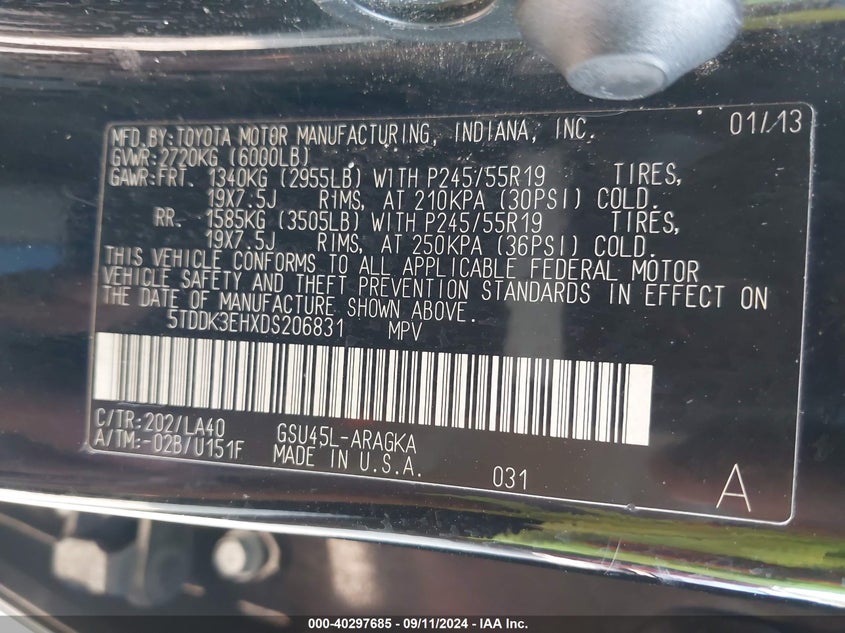 MFD.BY:TOYOTA MOTOR MANUFACTURING, INDIANA, INC. 01/13
GVWR:2720KG (6000LB)
GAWR:FRT. 1340KG (2955LB) WITH P245/55R19 TIRES,
19X7.5J RIMS, AT 210KPA (30PSI) COLD.
RR. 1585KG (3505LB) WITH P245/55R19 TIRES,
19X7.5J RIMS, AT 250KPA (36PSI) COLD.
THIS VEHICLE CONFORMS TO ALL APPLICABLE FEDERAL MOTOR
VEHICLE SAFETY AND THEFT PREVENTION STANDARDS IN EFFECT ON
THE DATE OF MANUFACTURE SHOWN ABOVE.
5TDDK3EHXDS206831 MPV
C/TR:202/LA40 GSU45L-ARAGKA
A/TM:-02B/U151F MADE IN U.S.A. 031 A
000-40297685 - 09/11/2024 - IAA Inc.